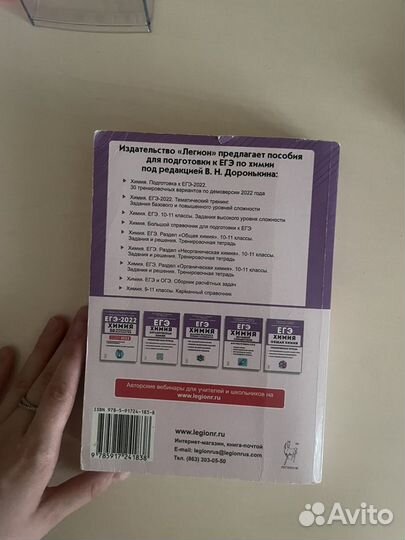 Издательство «Легион» предлагает пособия
для подготовки к ЕГЭ по химии
под редакцией В. Н. Доронькина:
Химия. Подготовка к ЕГЭ-2022.
30 тренировочных вариантов по демоверсии 2022 года
Химия. ЕГЭ-2022. Тематический тренинг.
Задания базового и повышенного уровней сложности
Химия. ЕГЭ. 10-11 классы. Задания высокого уровня сложности
Химия. Большой справочник для подготовки к ЕГЭ
Химия. ЕГЭ. Раздел «Общая химия». 10-11 классы.
Задания и решения. Тренировочная тетрадь
Химия. ЕГЭ. Раздел «Неорганическая химия». 10-11 классы.
Задания и решения. Тренировочная тетрадь
Химия. ЕГЭ. Раздел «Органическая химия». 10-11 классы.
Задания и решения. Тренировочная тетрадь
Химия. ЕГЭ и ОГЭ. Сборник расчётных задач
Химия. 9-11 классы. Карманный справочник
ЕГЭ-2022
ХИМИЯ
ЕГЭ
ХИМИЯ
ЕГЭ
ХИМИЯ
ЕГЭ
ХИМИЯ
ЕГЭ
ХИМИЯ
ОБЩАЯ ХИМИЯ
Авторские вебинары для учителей и школьников на
www.legionr.ru
www.legionr.ru
Интернет-магазин, книга-почтой
E-mail: legionrus@legionrus.com
Тел. (863) 303-05-50
ISBN 978-5-91724-183-8
9 785917 241838
Avito